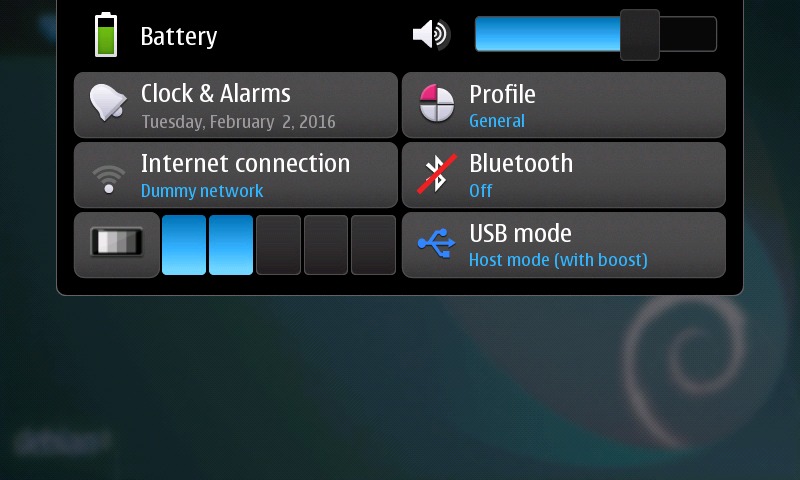 Battery
Clock & Alarms
Tuesday, February 2, 2016
Profile
General
Internet connection
Dummy network
Bluetooth
Off
USB mode
Host mode (with boost)